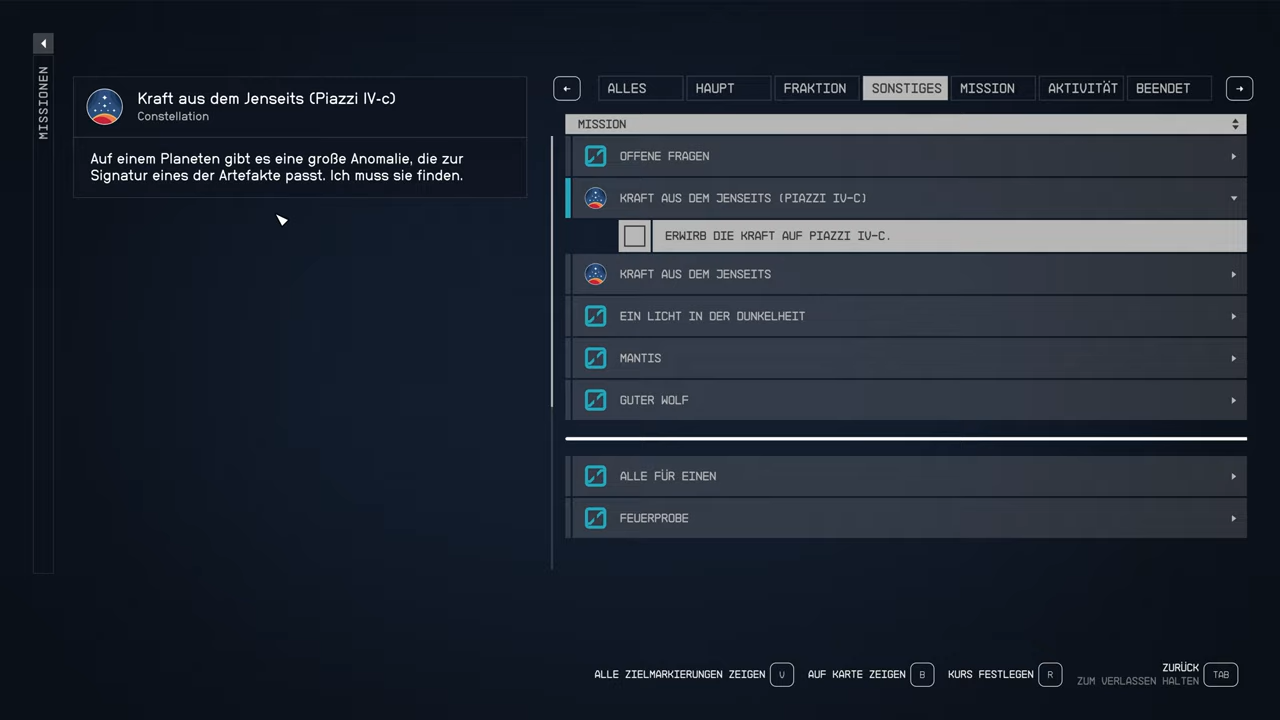 MISSIONEN
Kraft aus dem Jenseits (Piazzi IV-c)
Constellation
Auf einem Planeten gibt es eine große Anomalie, die zur
Signatur eines der Artefakte passt. Ich muss sie finden.
ALLES HAUPT FRAKTION SONSTIGES MISSION AKTIVITÄT BEENDET
MISSION
OFFENE FRAGEN
KRAFT AUS DEM JENSEITS (PIAZZI IV-C)
ERWIRB DIE KRAFT AUF PIAZZI IV-C.
KRAFT AUS DEM JENSEITS
EIN LICHT IN DER DUNKELHEIT
MANTIS
GUTER WOLF
ALLE FÜR EINEN
FEUERPROBE
ALLE ZIELMARKIERUNGEN ZEIGEN V AUF KARTE ZEIGEN B KURS FESTLEGEN R ZURÜCK TAB
ZUM VERLASSEN HALTEN